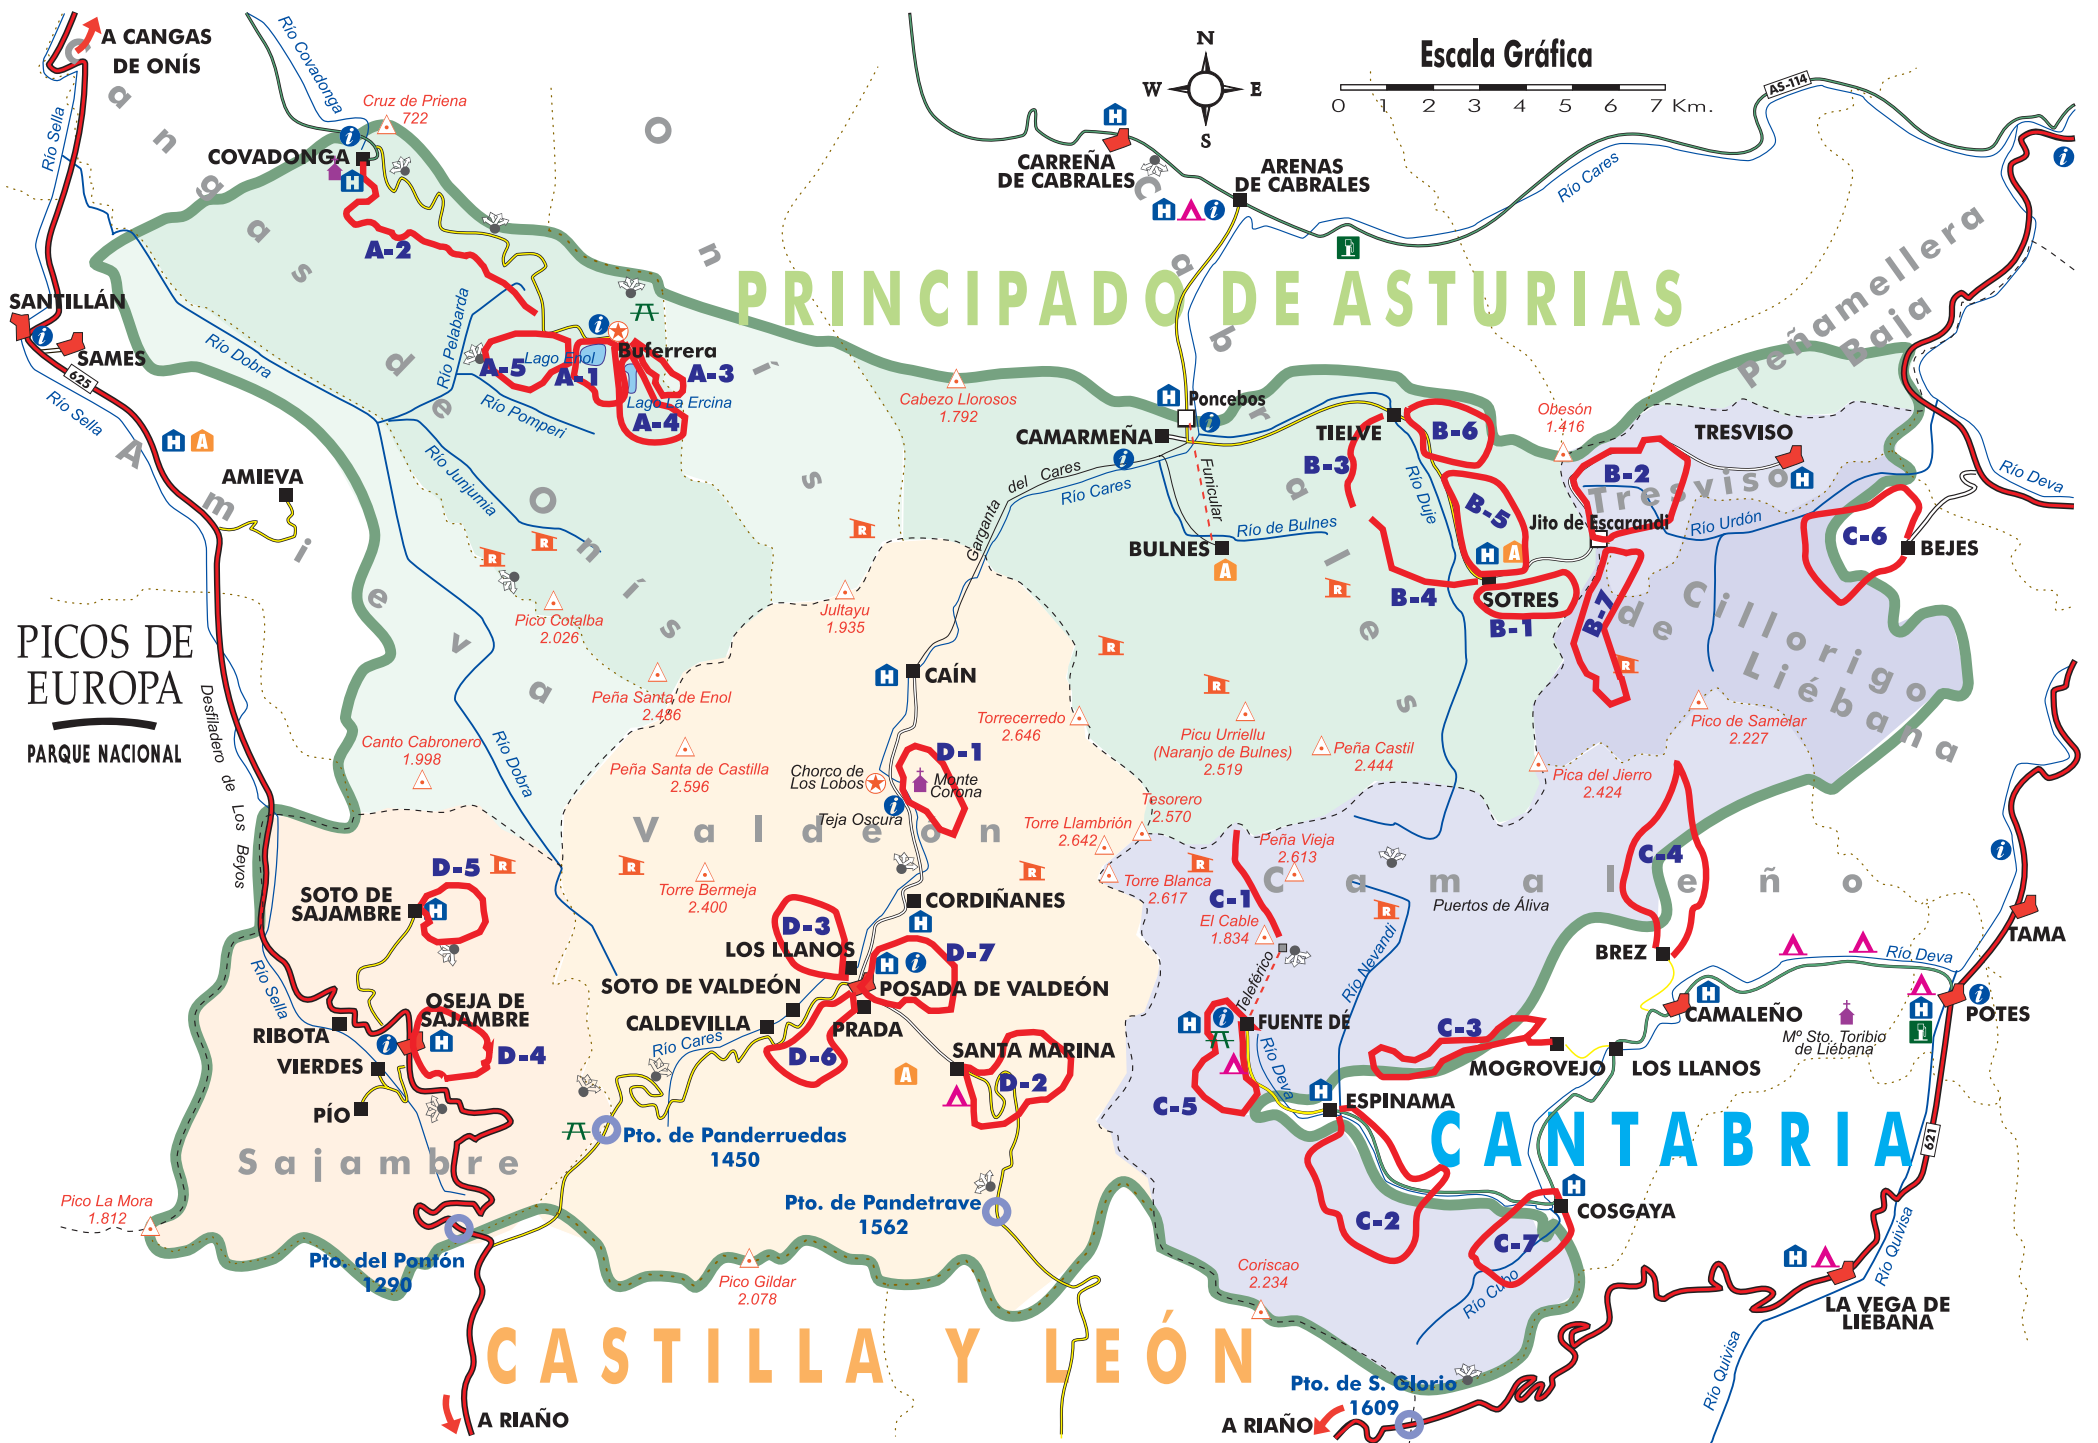 A CANGAS
DE ONÍS
Río Covadonga
Cruz de Priena
722
Río Sella
COVADONGA
H
A-2
Cangas de Onís
Onís
N
W
E
S
Escala Gráfica
0 1 2 3 4 5 6 7 Km.
AS-114
H
CARREÑA
DE CABRALES
ARENAS
DE CABRALES
H
i
Río Cares
Cabrales
PRINCIPADO DE ASTURIAS
Peñamellera
Baja
SANTILLÁN
SAMES
625
Río Sella
Río Dobra
Río Pelabarda
Buferrera
Lago Enol
A-5
A-1
A-3
Lago La Ercina
A-4
Río Pomperi
Río Junjumia
Cabezo Llorosos
1.792
H
Poncebos
CAMARMEÑA
Garganta del Cares
Río Cares
Funicular
Río de Bulnes
BULNES
A
TIELVE
B-6
B-3
Río Duje
B-5
H A
B-4
SOTRES
B-1
Obesón
1.416
TRESVISO
B-2
H
Tresviso
Jito de Escarandi
Río Urdón
B-7
C-6
BEJES
Río Deva
Cillorigo
de
Liébana
H A
AMIEVA
Amieva
PICOS DE
EUROPA
PARQUE NACIONAL
Desfiladero de Los Beyos
Pico Cotalba
2.026
Jultayu
1.935
Peña Santa de Enol
2.486
H
CAÍN
Canto Cabronero
1.998
Río Dobra
Peña Santa de Castilla
2.596
Torrecerredo
2.646
Picu Urriellu
(Naranjo de Bulnes)
2.519
Peña Castil
2.444
Pico de Samelar
2.227
Pica del Jierro
2.424
Chorco de
Los Lobos
D-1
Monte
Corona
Teja Oscura
Valdeón
Tesorero
2.570
Torre Llambrión
2.642
Torre Blanca
2.617
Peña Vieja
2.613
Camaleño
Puertos de Áliva
C-4
D-5
SOTO DE
SAJAMBRE
H
Torre Bermeja
2.400
CORDIÑANES
H
D-3
LOS LLANOS
H i
D-7
SOTO DE VALDEÓN
POSADA DE VALDEÓN
CALDEVILLA
PRADA
Río Cares
D-6
C-1
El Cable
1.834
Teleférico
Río Nevandi
BREZ
TAMA
Río Deva
H
CAMALEÑO
H
POTES
Mº Sto. Toribio
de Liébana
Río Sella
OSEJA DE
SAJAMBRE
RIBOTA
H
VIERDES
D-4
PÍO
A
SANTA MARINA
D-2
H
FUENTE DE
Río Deva
C-5
H
ESPINAMA
C-3
MOGROVEJO
LOS LLANOS
CANTABRIA
621
Sajambre
Pto. de Panderruedas
1450
Pto. de Pandetrave
1562
Pico La Mora
1.812
Pto. del Pontón
1290
Pico Gildar
2.078
C-2
H
COSGAYA
C-7
Río Cubo
Coriscao
2.234
Río Quivisa
H
LA VEGA DE
LIÉBANA
Río Quivisa
CASTILLA Y LEÓN
Pto. de S. Glorio
1609
A RIAÑO
A RIAÑO